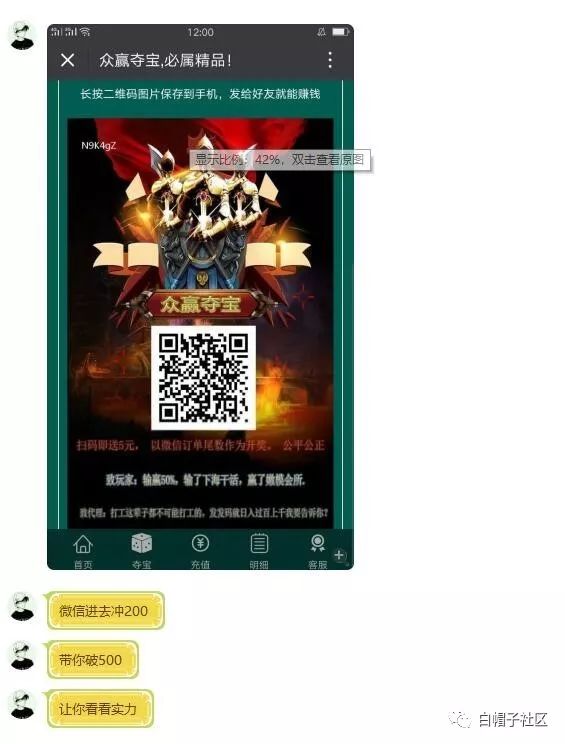 12:00
众赢夺宝,必属精品！
长按二维码图片保存到手机，发给好友就能赚钱
N9K4gZ
显示比例：42%，双击查看原图
众赢夺宝
扫码即送5元， 以微信订单尾数作为开奖， 公平公正
致玩家：输赢50%，输了下海干活，赢了嫩模会所.
致代理：打工这辈子都不可能打工的，发发码就日入过百上千我要告诉你?
首页 夺宝 充值 明细 客服
微信进去冲200
带你破500
让你看看实力
白帽子社区